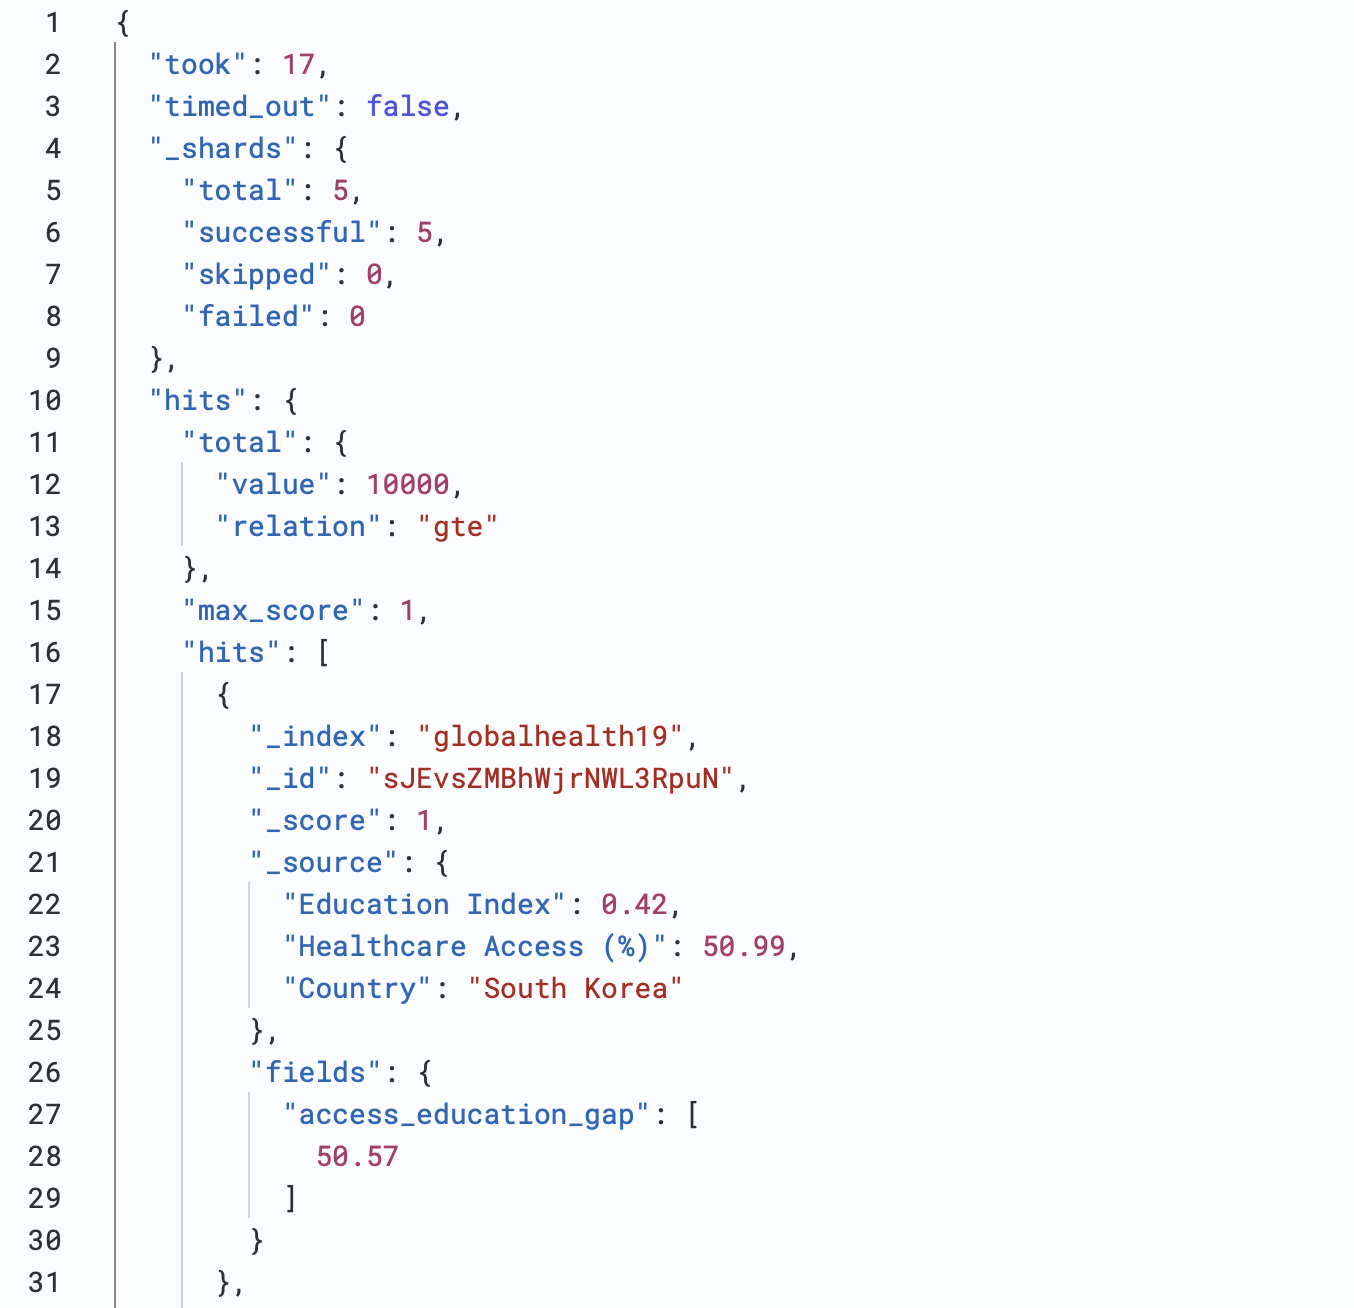 1 {
2   "took": 17,
3   "timed_out": false,
4   "_shards": {
5     "total": 5,
6     "successful": 5,
7     "skipped": 0,
8     "failed": 0
9   },
10   "hits": {
11     "total": {
12       "value": 10000,
13       "relation": "gte"
14     },
15     "max_score": 1,
16     "hits": [
17       {
18         "_index": "globalhealth19",
19         "_id": "sJEvsZMBhWjrNWL3RpuN",
20         "_score": 1,
21         "_source": {
22           "Education Index": 0.42,
23           "Healthcare Access (%)": 50.99,
24           "Country": "South Korea"
25         },
26         "fields": {
27           "access_education_gap": [
28             50.57
29           ]
30         }
31       },